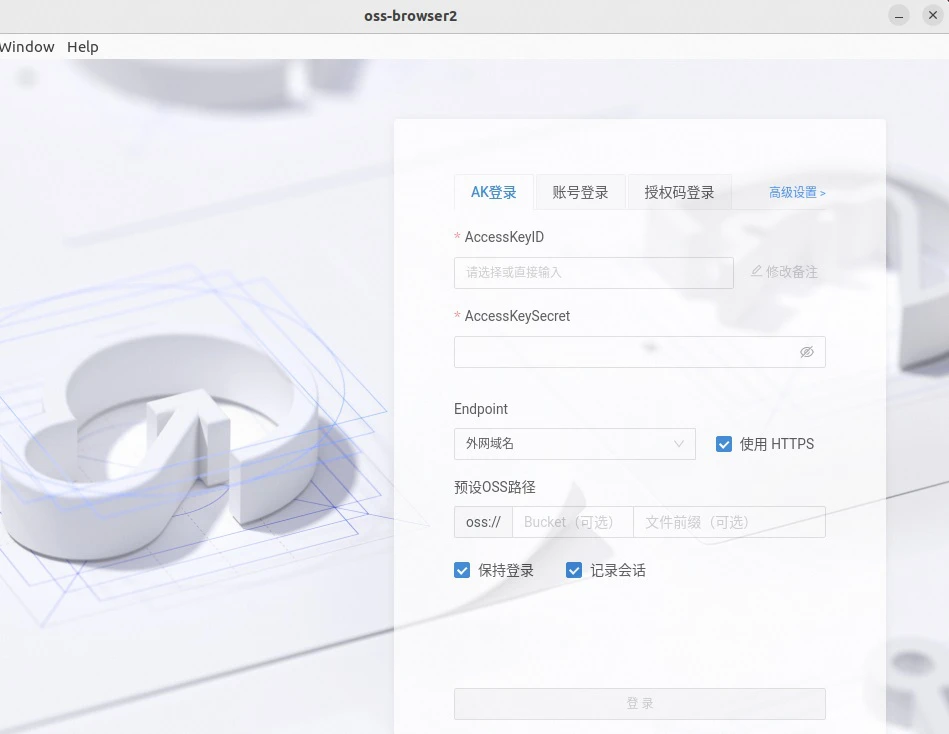 oss-browser2
Window Help
AK登录 账号登录 授权码登录 高级设置 >
* AccessKeyID
请选择或直接输入 修改备注
* AccessKeySecret
Endpoint
外网域名 使用 HTTPS
预设OSS路径
oss:// Bucket（可选） 文件前缀（可选）
保持登录 记录会话
登 录